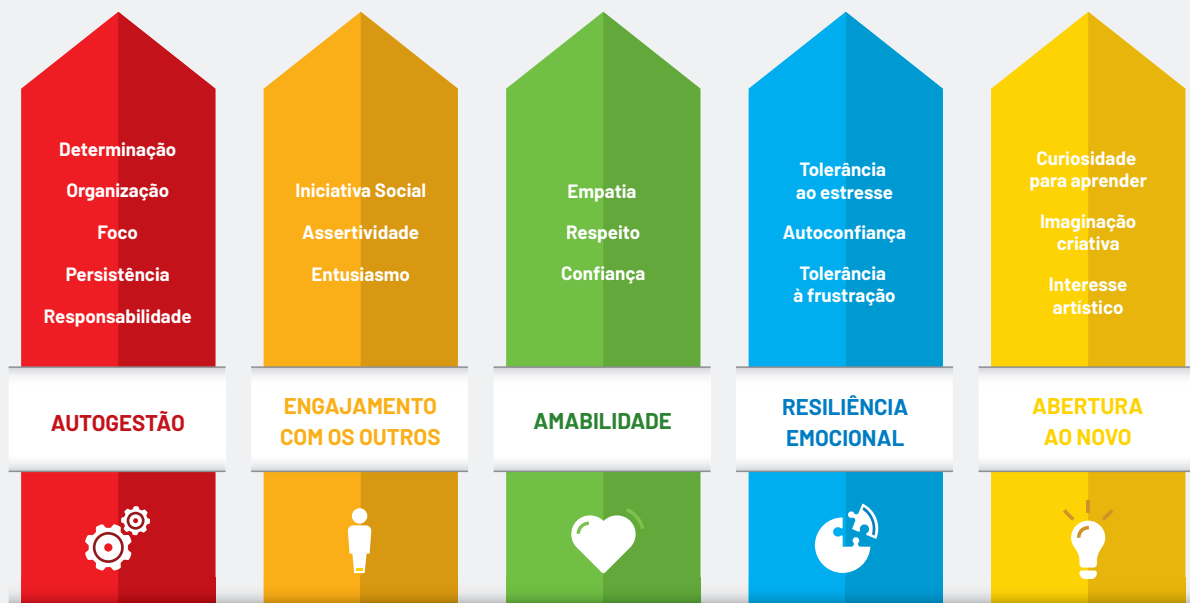 Determinação
Organização
Foco
Persistência
Responsabilidade
AUTOGESTÃO
Iniciativa Social
Assertividade
Entusiasmo
ENGAJAMENTO
COM OS OUTROS
Empatia
Respeito
Confiança
AMABILIDADE
Tolerância
ao estresse
Autoconfiança
Tolerância
à frustração
RESILIÊNCIA
EMOCIONAL
Curiosidade
para aprender
Imaginação
criativa
Interesse
artístico
ABERTURA
AO NOVO